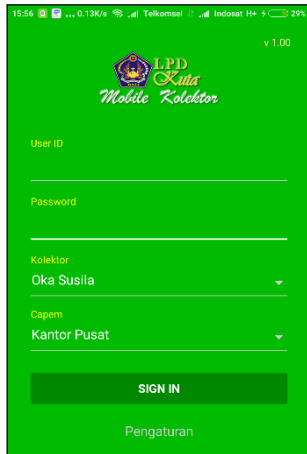 15:56 ... 0.13K/s Telkomsel Indosat H+ 29%
v 1.00
LPD
Kuta
Mobile Kolektor
User ID
Password
Kolektor
Oka Susila
Capem
Kantor Pusat
SIGN IN
Pengaturan